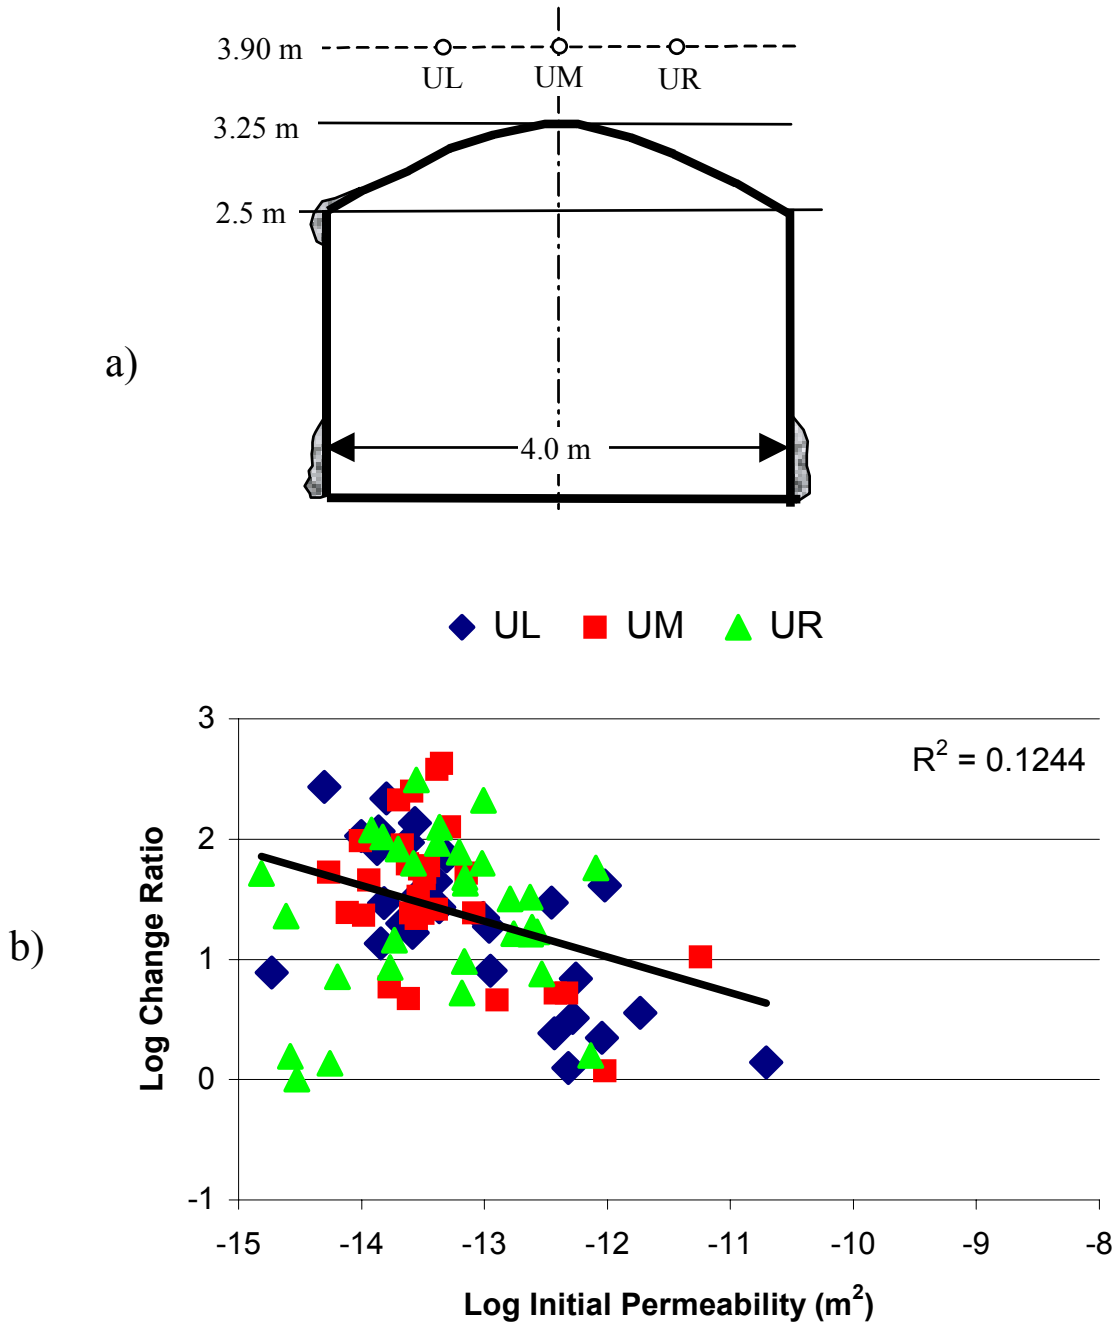 3.90 m
UL UM UR
3.25 m
2.5 m
a)
4.0 m
UL UM UR
3
R² = 0.1244
2
1
0
-1
Log Change Ratio
b)
-15 -14 -13 -12 -11 -10 -9 -8
Log Initial Permeability (m²)